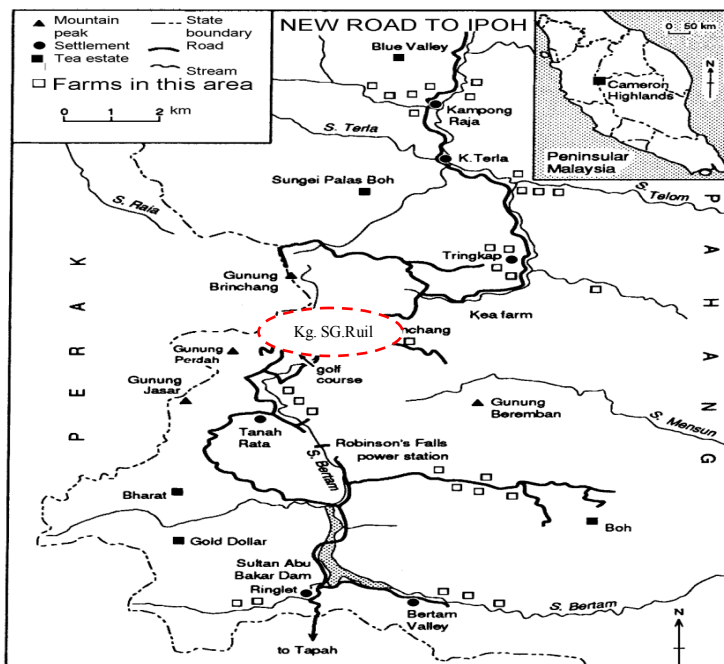 NEW ROAD TO IPOH
Mountain peak
Settlement
Tea estate
State boundary
Road
Stream
Farms in this area
0 2
km
0 50 km
N
Cameron Highlands
Peninsular Malaysia
Blue Valley
Kampong Raja
S. Terla
K. Terla
Sungei Palas Boh
S. Telom
S. Raia
PERAK
PAHANG
Tringkap
Gunung Brinchang
Kea farm
Kg. SG.Ruil
nchang
Gunung Perdah
golf course
Gunung Jasar
Gunung Beremban
S. Mensun
Tanah Rata
Robinson's Falls power station
S. Bertam
Bharat
Boh
Gold Dollar
Sultan Abu Bakar Dam
Ringlet
Bertam Valley
S. Bertam
to Tapah
N